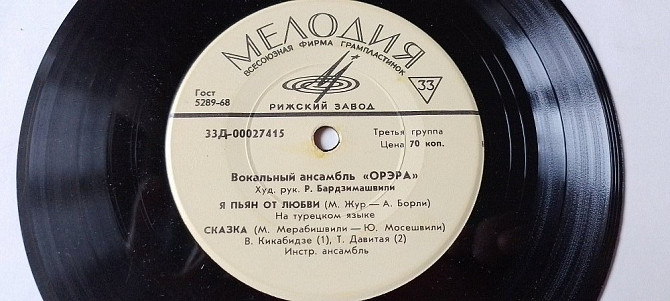 МЕЛОДИЯ
ВСЕСОЮЗНАЯ ФИРМА ГРАМПЛАСТИНОК
33
Гост
5289-68
РИЖСКИЙ ЗАВОД
33Д-00027415
Третья группа
Цена 70 коп.
Вокальный ансамбль «ОРЭРА»
Худ. рук. Р. Бардзимашвили
Я ПЬЯН ОТ ЛЮБВИ (М. Жур — А. Борли)
На турецком языке
СКАЗКА (М. Мерабишвили — Ю. Мосешвили)
В. Кикабидзе (1), Т. Давитая (2)
Инстр. ансамбль